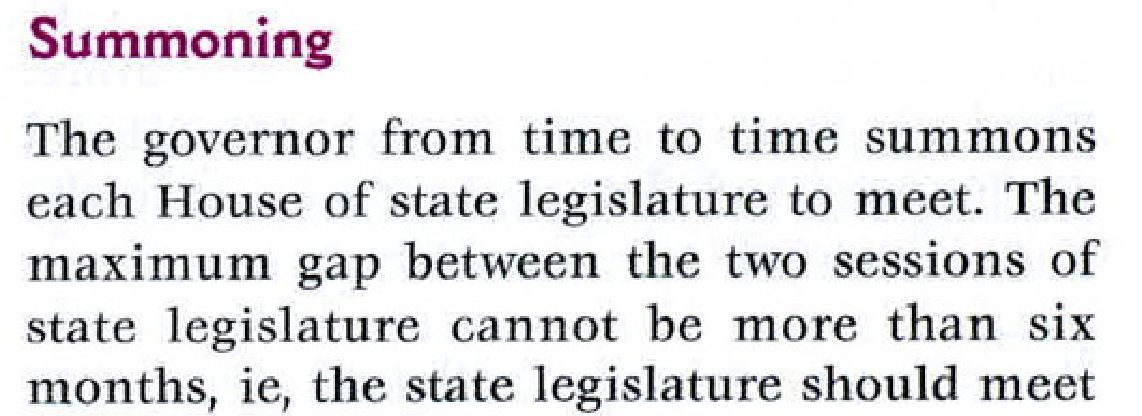 Summoning
The governor from time to time summons
each House of state legislature to meet. The
maximum gap between the two sessions of
state legislature cannot be more than six
months, ie, the state legislature should meet